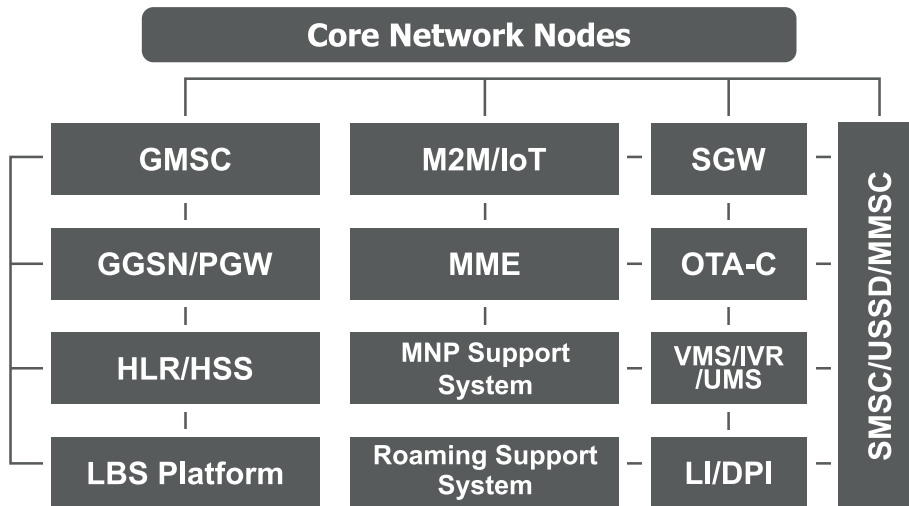 Core Network Nodes
GMSC
M2M/IoT
SGW
SMSC/USSD/MMSC
GGSN/PGW
MME
OTA-C
HLR/HSS
MNP Support
System
VMS/IVR
/UMS
LBS Platform
Roaming Support
System
LI/DPI